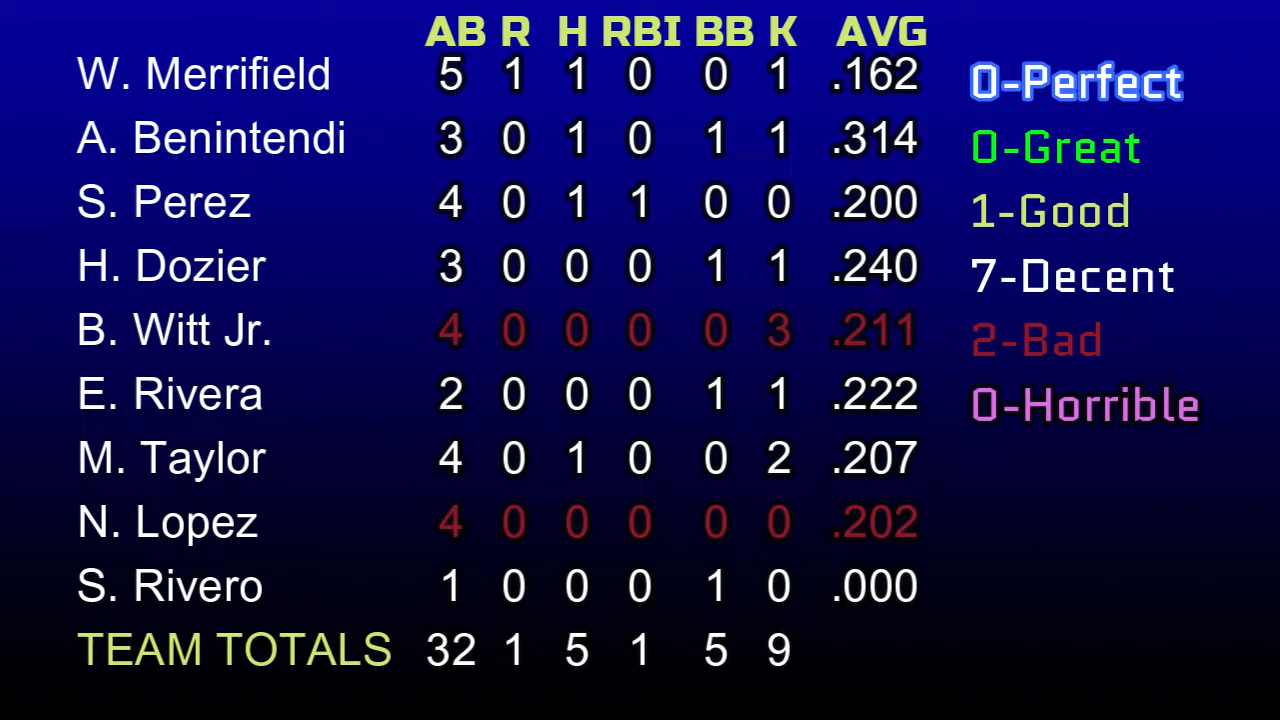 AB R H RBI BB K AVG
W. Merrifield 5 1 1 0 0 1 .162 0-Perfect
A. Benintendi 3 0 1 0 1 1 .314 0-Great
S. Perez 4 0 1 1 0 0 .200 1-Good
H. Dozier 3 0 0 0 1 1 .240 7-Decent
B. Witt Jr. 4 0 0 0 0 3 .211 2-Bad
E. Rivera 2 0 0 0 1 1 .222 0-Horrible
M. Taylor 4 0 1 0 0 2 .207
N. Lopez 4 0 0 0 0 0 .202
S. Rivero 1 0 0 0 1 0 .000
TEAM TOTALS 32 1 5 1 5 9